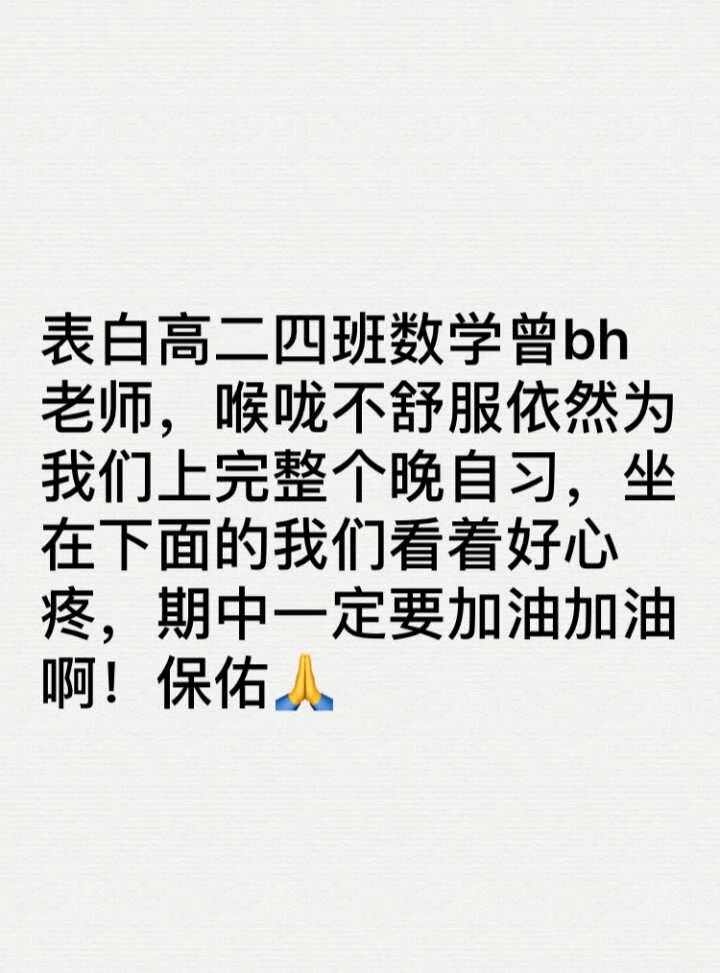 表白高二四班数学曾bh
老师，喉咙不舒服依然为
我们上完整个晚自习，坐
在下面的我们看着好心
疼，期中一定要加油加油
啊！保佑🙏